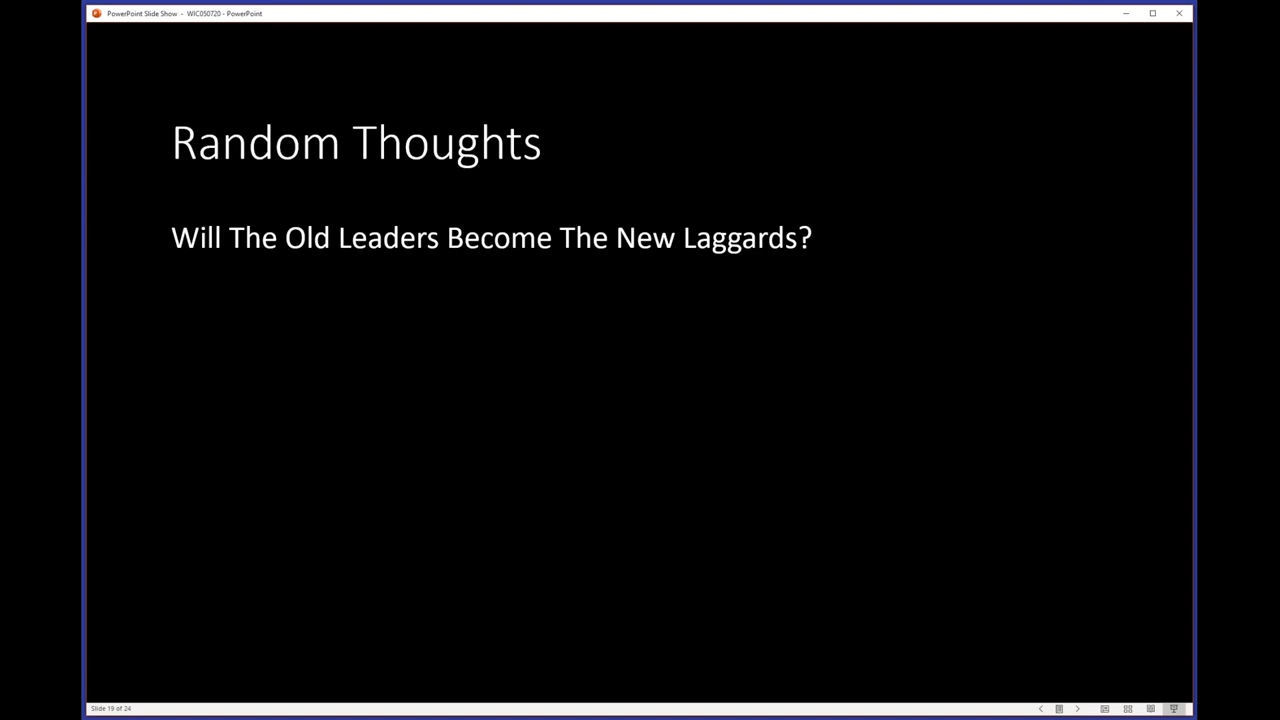 PowerPoint Slide Show - WIC050720 - PowerPoint
Random Thoughts
Will The Old Leaders Become The New Laggards?
Slide 19 of 24